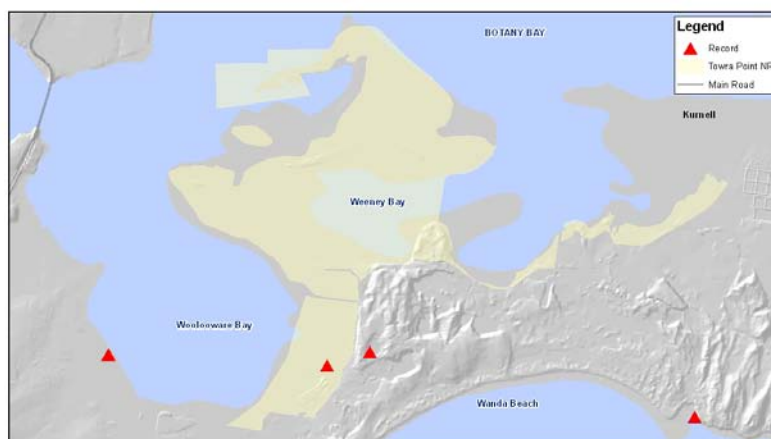 BOTANY BAY
Legend
Record
Towra Point NR
Main Road
Kurnell
Weeney Bay
Woolooware Bay
Wanda Beach